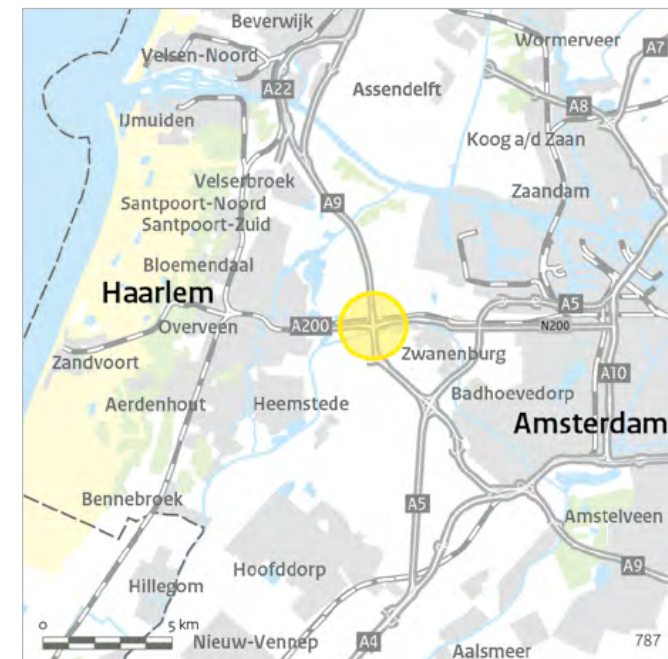 Beverwijk
Wormerveer
A7
Velsen-Noord
A22
Assendelft
A8
IJmuiden
Koog a/d Zaan
Velserbroek
Zaandam
A9
Santpoort-Noord
Santpoort-Zuid
Bloemendaal
Haarlem
A5
Overveen
A200
N200
Zandvoort
Zwanenburg
A10
Aerdenhout
Heemstede
Badhoevedorp
Amsterdam
Bennebroek
A5
Amstelveen
Hoofddorp
A9
Hillegom
0
5 km
Nieuw-Vennep
A4
Aalsmeer
787